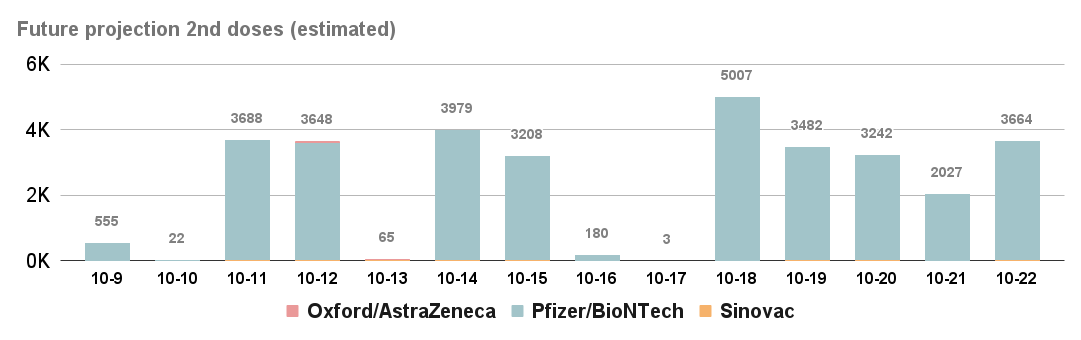 Future projection 2nd doses (estimated)
6K
4K
2K
0K
555
22
3688
3648
65
3979
3208
180
3
5007
3482
3242
2027
3664
10-9 10-10 10-11 10-12 10-13 10-14 10-15 10-16 10-17 10-18 10-19 10-20 10-21 10-22
Oxford/AstraZeneca Pfizer/BioNTech Sinovac